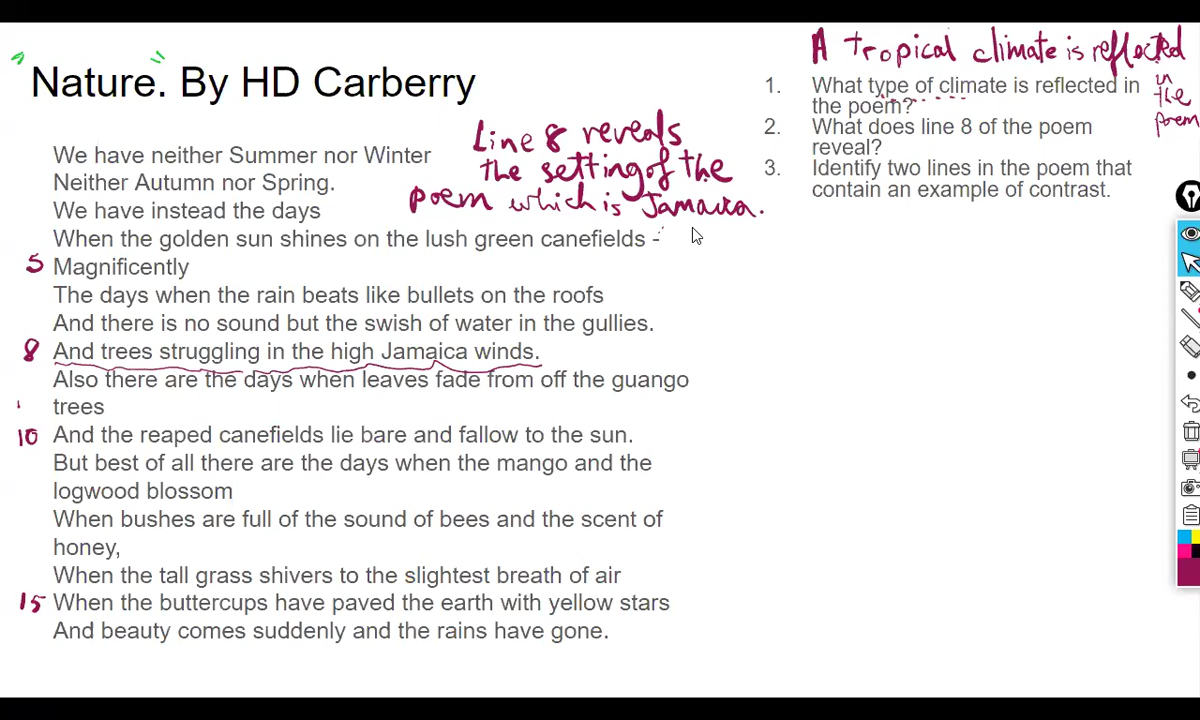 Nature. By HD Carberry
A tropical climate is reflected
in
the
poem
1. What type of climate is reflected in
the poem?
2. What does line 8 of the poem
reveal?
3. Identify two lines in the poem that
contain an example of contrast.
Line 8 reveals
the setting of the
poem which is Jamaica.
We have neither Summer nor Winter
Neither Autumn nor Spring.
We have instead the days
When the golden sun shines on the lush green canefields -
5 Magnificently
The days when the rain beats like bullets on the roofs
And there is no sound but the swish of water in the gullies.
8 And trees struggling in the high Jamaica winds.
Also there are the days when leaves fade from off the guango
trees
10 And the reaped canefields lie bare and fallow to the sun.
But best of all there are the days when the mango and the
logwood blossom
When bushes are full of the sound of bees and the scent of
honey,
When the tall grass shivers to the slightest breath of air
15 When the buttercups have paved the earth with yellow stars
And beauty comes suddenly and the rains have gone.